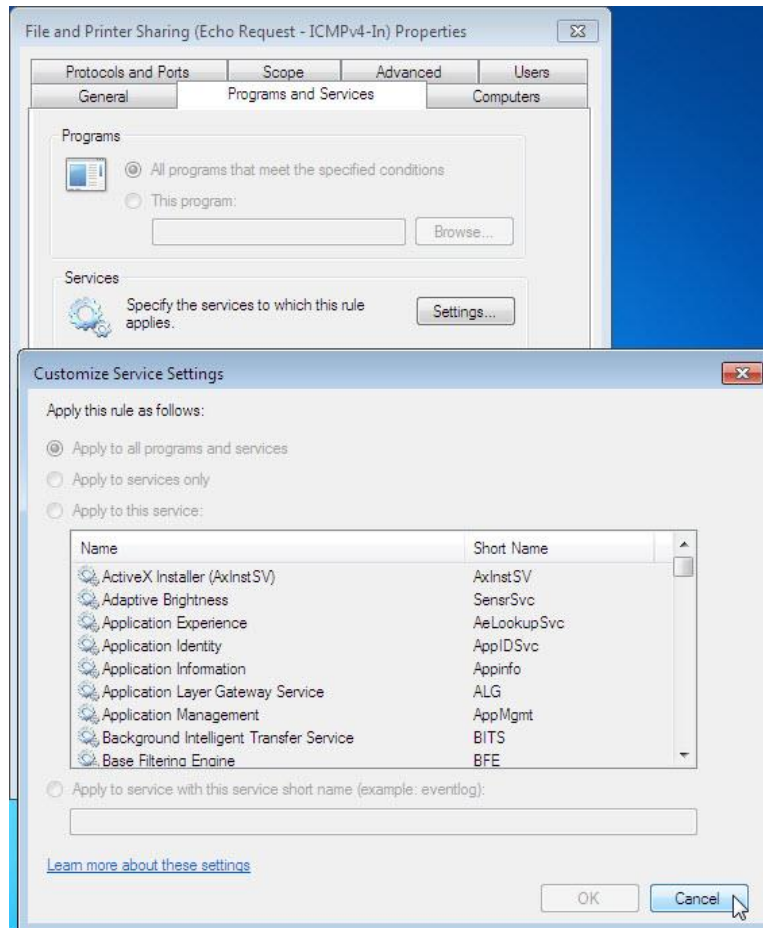 File and Printer Sharing (Echo Request - ICMPv4-In) Properties
Protocols and Ports Scope Advanced Users
General Programs and Services Computers
Programs
All programs that meet the specified conditions
This program:
Browse...
Services
Specify the services to which this rule
applies.
Settings...
Customize Service Settings
Apply this rule as follows:
Apply to all programs and services
Apply to services only
Apply to this service:
Name Short Name
ActiveX Installer (AxInstSV) AxInstSV
Adaptive Brightness SensrSvc
Application Experience AeLookupSvc
Application Identity AppIDSvc
Application Information Appinfo
Application Layer Gateway Service ALG
Application Management AppMgmt
Background Intelligent Transfer Service BITS
Base Filtering Engine BFE
Apply to service with this service short name (example: eventlog):
Learn more about these settings
OK Cancel